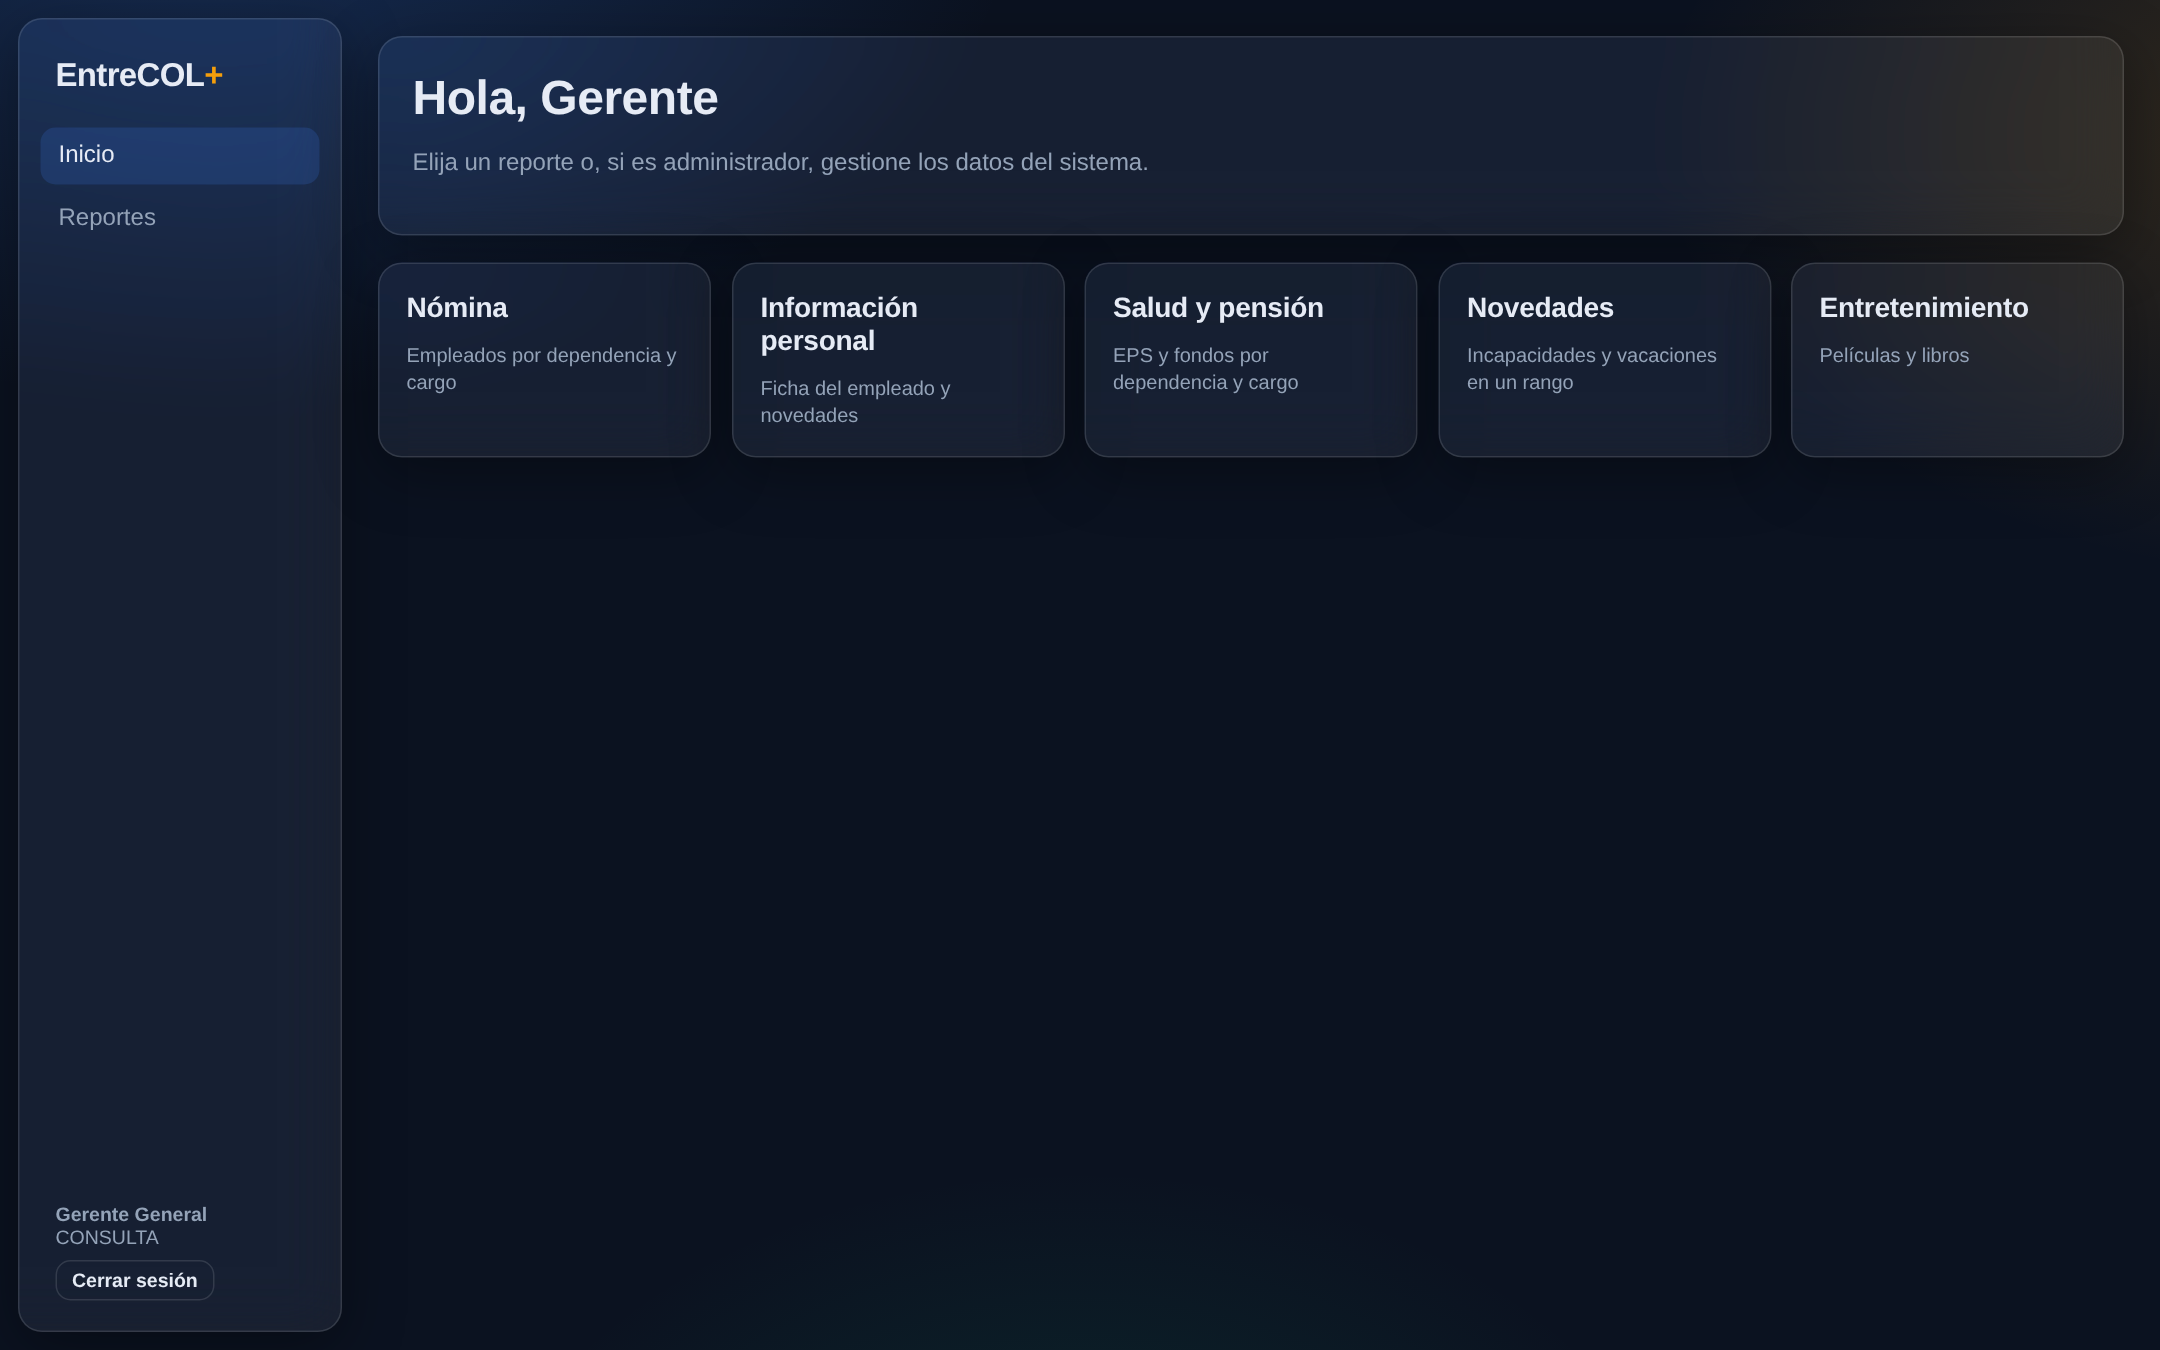 EntreCOL+
Inicio
Reportes
Gerente General
CONSULTA
Cerrar sesión
Hola, Gerente
Elija un reporte o, si es administrador, gestione los datos del sistema.
Nómina
Empleados por dependencia y
cargo
Información
personal
Ficha del empleado y
novedades
Salud y pensión
EPS y fondos por
dependencia y cargo
Novedades
Incapacidades y vacaciones
en un rango
Entretenimiento
Películas y libros